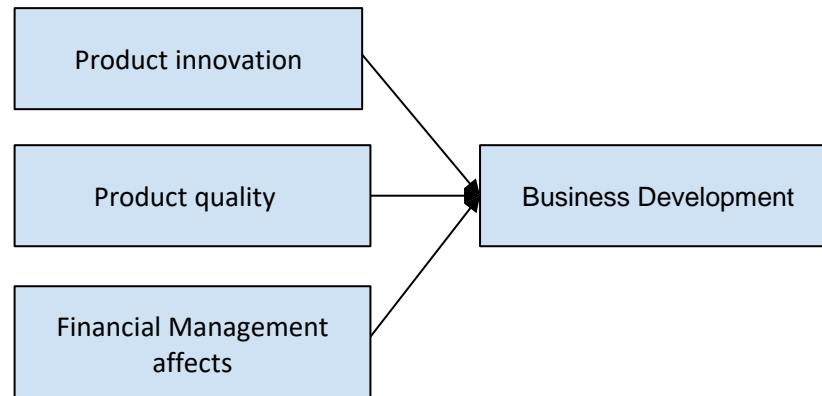 Product innovation
Product quality
Business Development
Financial Management
affects